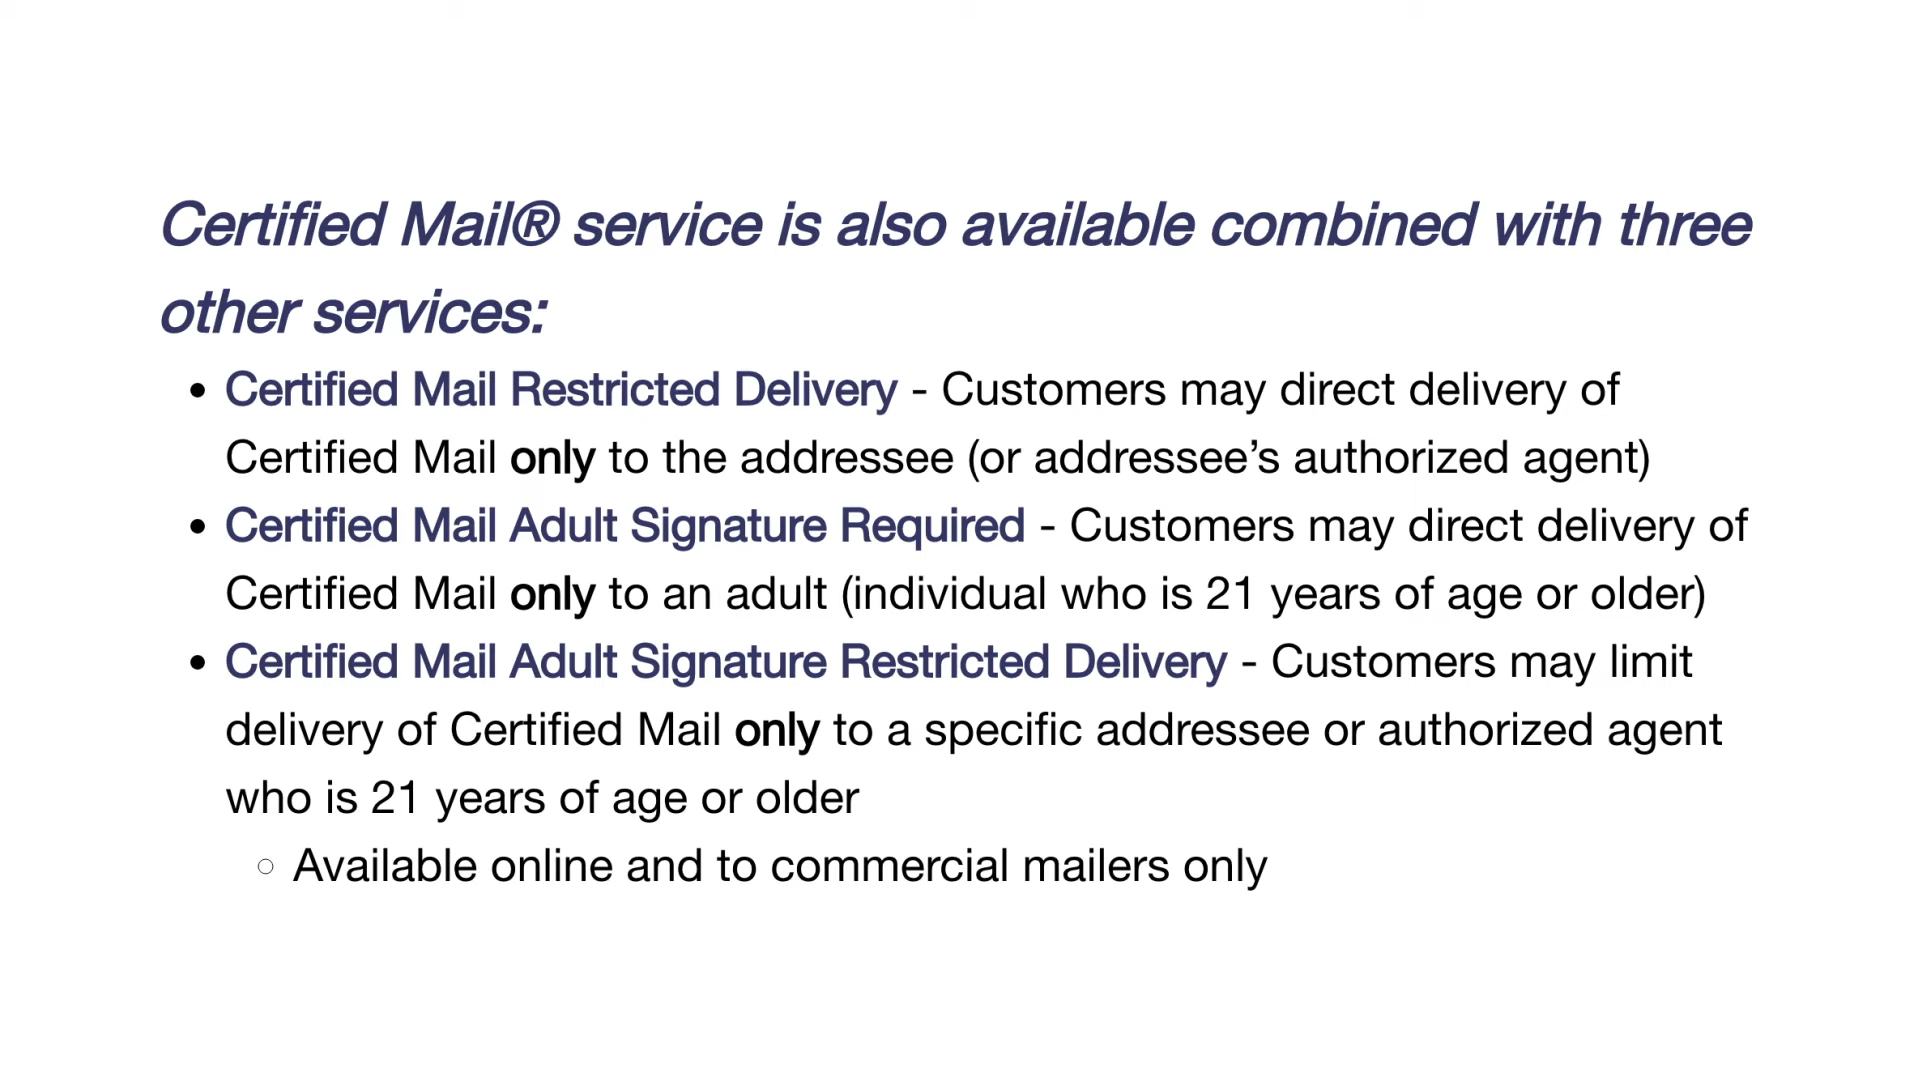 Certified Mail® service is also available combined with three
other services:
• Certified Mail Restricted Delivery - Customers may direct delivery of
Certified Mail only to the addressee (or addressee’s authorized agent)
• Certified Mail Adult Signature Required - Customers may direct delivery of
Certified Mail only to an adult (individual who is 21 years of age or older)
• Certified Mail Adult Signature Restricted Delivery - Customers may limit
delivery of Certified Mail only to a specific addressee or authorized agent
who is 21 years of age or older
○ Available online and to commercial mailers only